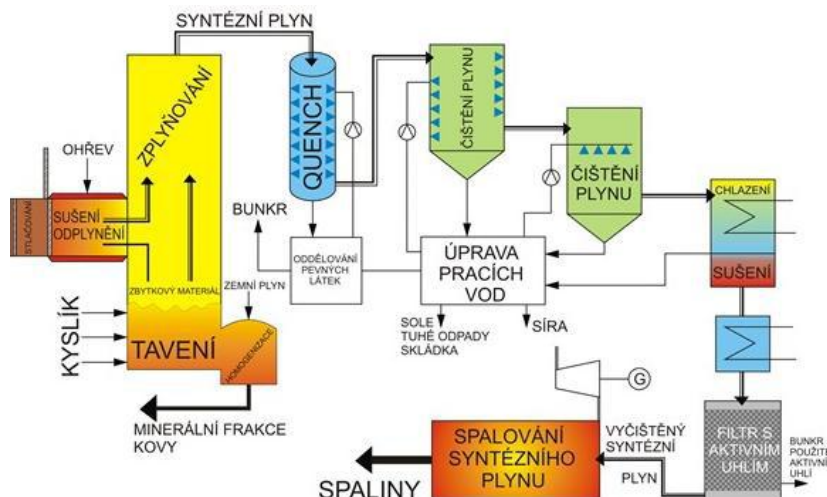 SYNTÉZNÍ PLYN
ZPLYŇOVÁNÍ
OHŘEV
STLAČOVÁNÍ
SUŠENÍ
ODPLYNĚNÍ
ZBYTKOVÝ MATERIÁL
KYSLÍK
TAVENÍ
ZEMNÍ PLYN
HOMOGENIZACE
MINERÁLNÍ FRAKCE
KOVY
QUENCH
BUNKR
ODDĚLOVÁNÍ
PEVNÝCH
LÁTEK
ČIŠTĚNÍ PLYNU
ČIŠTĚNÍ
PLYNU
ÚPRAVA
PRACÍCH
VOD
SOLE
TUHÉ ODPADY
SKLÁDKA
SÍRA
CHLAZENÍ
SUŠENÍ
FILTR S
AKTIVNÍM
UHLÍM
BUNKR
POUŽITÉ
AKTIVNÍ
UHLÍ
VYČIŠTĚNÝ
SYNTÉZNÍ
PLYN
G
SPALOVÁNÍ
SYNTÉZNÍHO
PLYNU
SPALINY